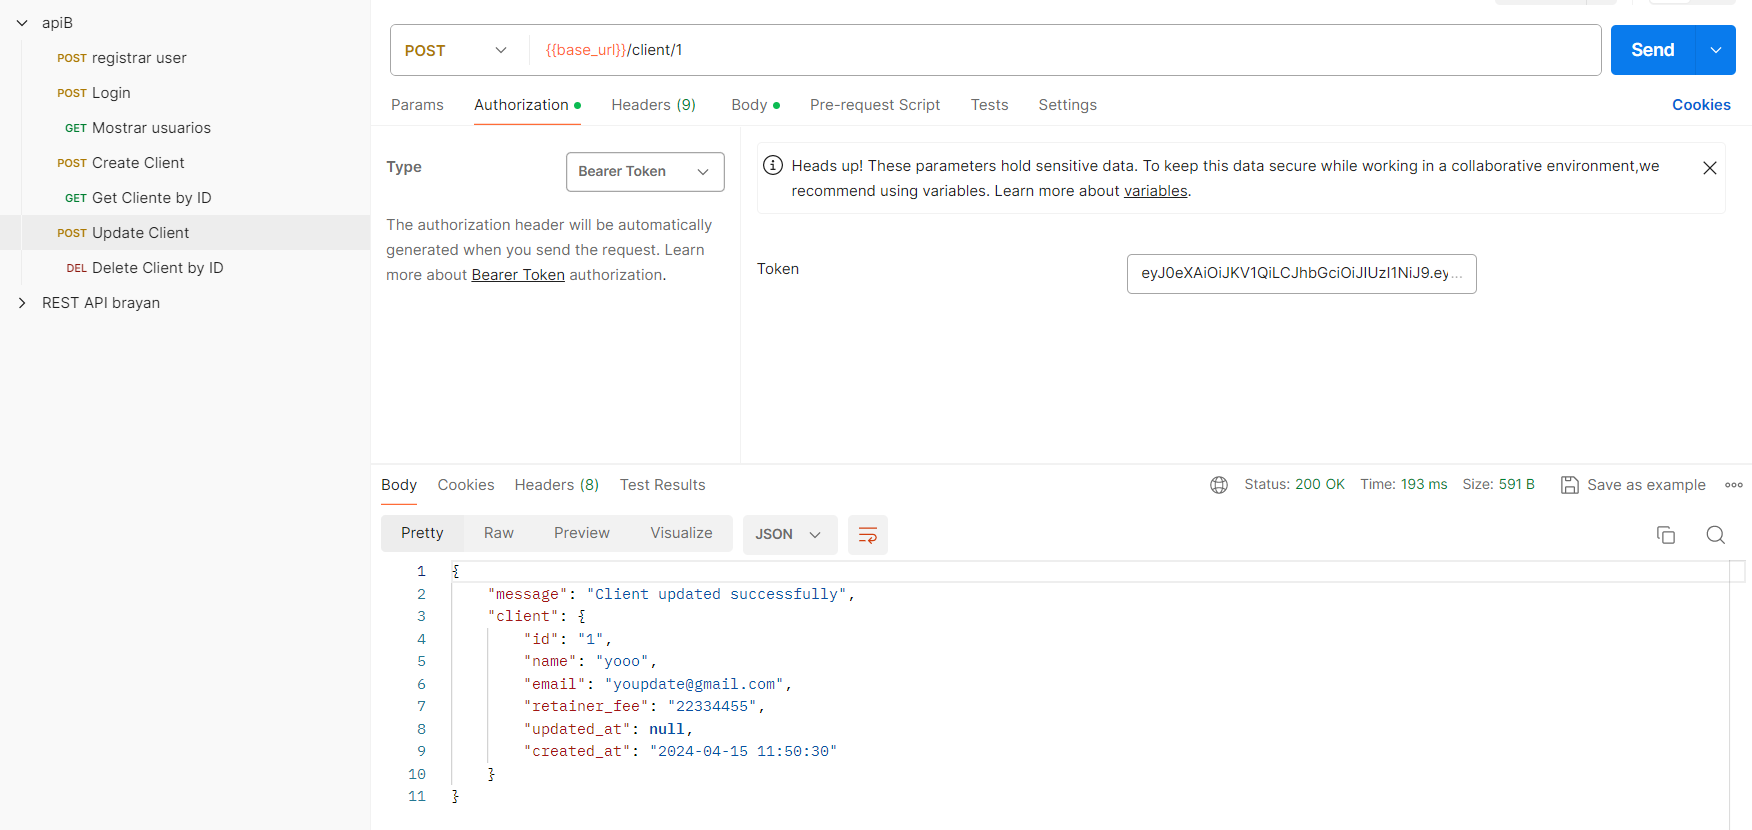 apiB
POST registrar user
POST Login
GET Mostrar usuarios
POST Create Client
GET Get Cliente by ID
POST Update Client
DEL Delete Client by ID
REST API brayan
POST {{base_url}}/client/1 Send
Params Authorization Headers (9) Body Pre-request Script Tests Settings Cookies
Type Bearer Token
The authorization header will be automatically
generated when you send the request. Learn
more about Bearer Token authorization.
Heads up! These parameters hold sensitive data. To keep this data secure while working in a collaborative environment,we
recommend using variables. Learn more about variables.
Token eyJ0eXAiOiJKV1QiLCJhbGciOiJIUzI1NiJ9.ey...
Body Cookies Headers (8) Test Results Status: 200 OK Time: 193 ms Size: 591 B Save as example
Pretty Raw Preview Visualize JSON
1 {
2 "message": "Client updated successfully",
3 "client": {
4 "id": "1",
5 "name": "yooo",
6 "email": "youpdate@gmail.com",
7 "retainer_fee": "22334455",
8 "updated_at": null,
9 "created_at": "2024-04-15 11:50:30"
10 }
11 }